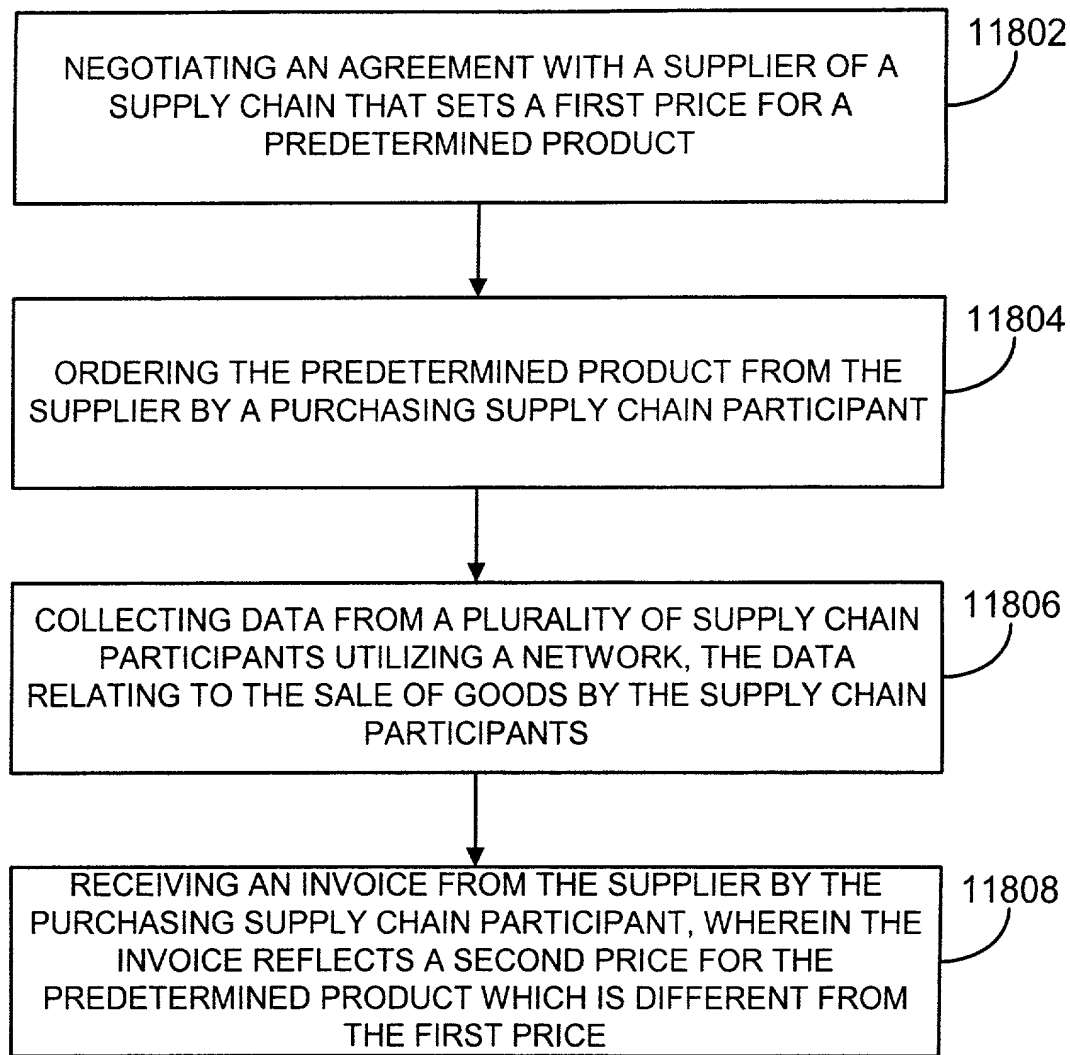 11802
NEGOTIATING AN AGREEMENT WITH A SUPPLIER OF A
SUPPLY CHAIN THAT SETS A FIRST PRICE FOR A
PREDETERMINED PRODUCT
11804
ORDERING THE PREDETERMINED PRODUCT FROM THE
SUPPLIER BY A PURCHASING SUPPLY CHAIN PARTICIPANT
11806
COLLECTING DATA FROM A PLURALITY OF SUPPLY CHAIN
PARTICIPANTS UTILIZING A NETWORK, THE DATA
RELATING TO THE SALE OF GOODS BY THE SUPPLY CHAIN
PARTICIPANTS
11808
RECEIVING AN INVOICE FROM THE SUPPLIER BY THE
PURCHASING SUPPLY CHAIN PARTICIPANT, WHEREIN THE
INVOICE REFLECTS A SECOND PRICE FOR THE
PREDETERMINED PRODUCT WHICH IS DIFFERENT FROM
THE FIRST PRICE